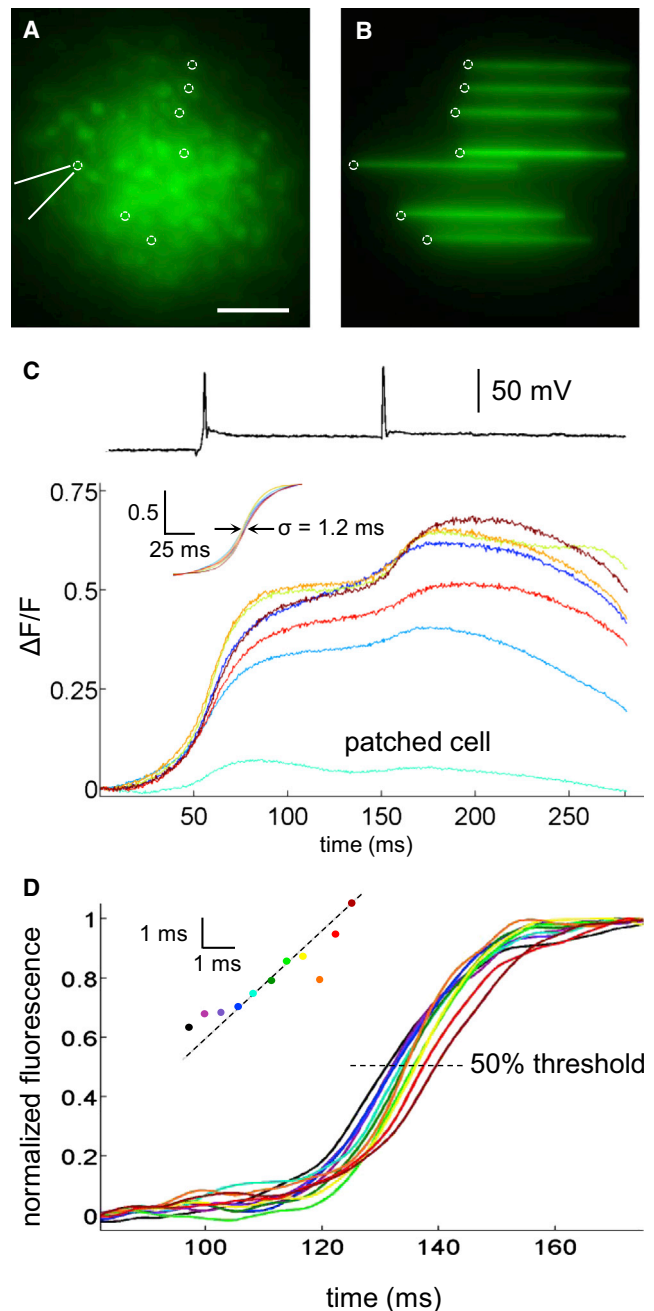 A
B
C
50 mV
0.75
0.5
25 ms
σ = 1.2 ms
0.5
ΔF/F
0.25
patched cell
0
50
100
150
200
250
time (ms)
D
1
1 ms
1 ms
0.8
normalized fluorescence
0.6
50% threshold
0.4
0.2
0
100
120
140
160
time (ms)